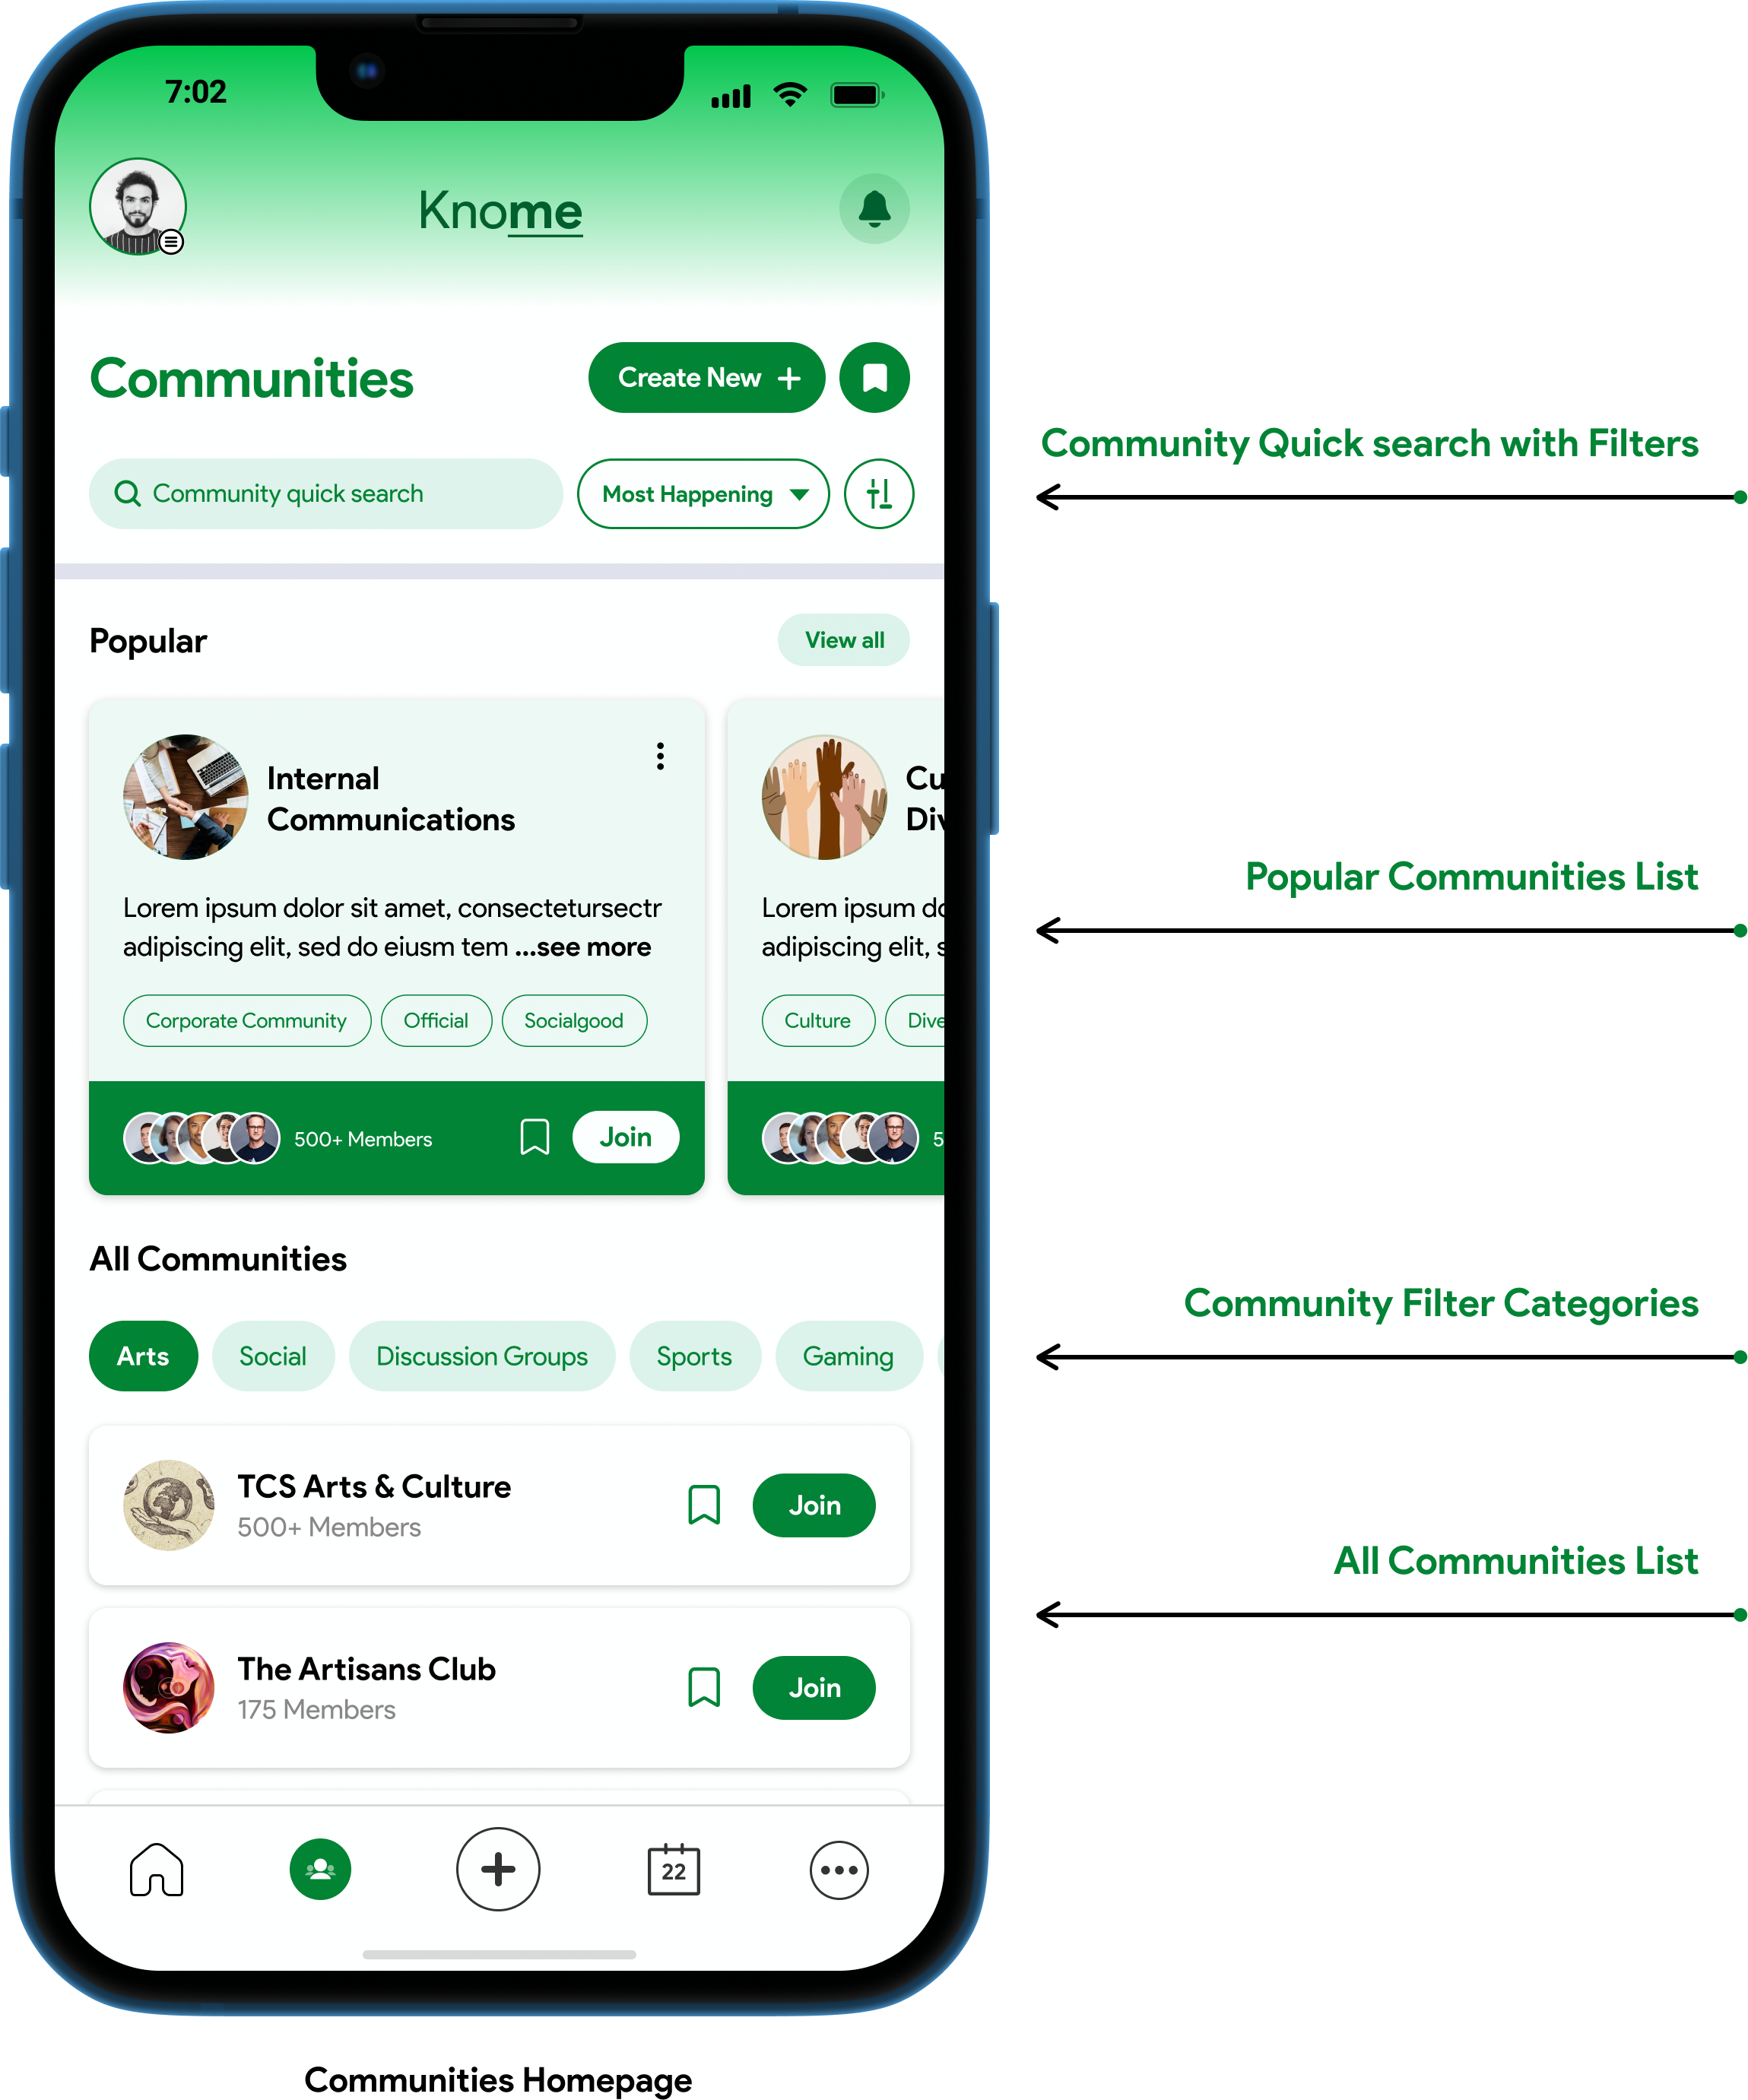 7:02
Knome
Communities
Create New
Community Quick search with Filters
Community quick search
Most Happening
Popular
View all
Internal
Communications
Cu
Div
Popular Communities List
Lorem ipsum dolor sit amet, consectetursectr
adipiscing elit, sed do eiusm tem ...see more
Lorem ipsum do
adipiscing elit, s
Corporate Community
Official
Socialgood
Culture
Dive
500+ Members
Join
5
All Communities
Community Filter Categories
Arts
Social
Discussion Groups
Sports
Gaming
TCS Arts & Culture
500+ Members
Join
All Communities List
The Artisans Club
175 Members
Join
22
Communities Homepage